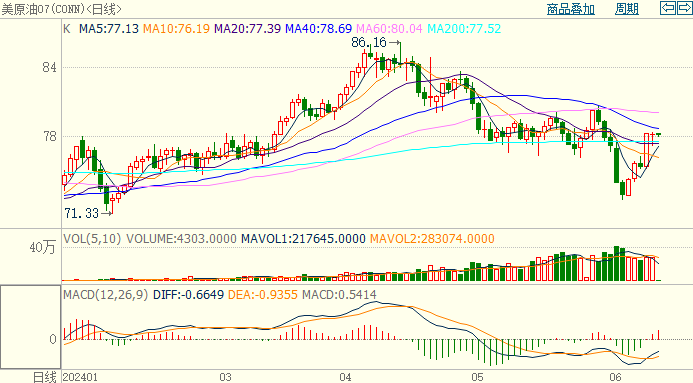 美原油07(CONN)<日线> 商品叠加 周期
K MA5:77.13 MA10:76.19 MA20:77.39 MA40:78.69 MA60:80.04 MA200:77.52
86.16
84
78
71.33
VOL(5,10) VOLUME:4303.0000 MAVOL1:217645.0000 MAVOL2:283074.0000
40万
MACD(12,26,9) DIFF:-0.6649 DEA:-0.9355 MACD:0.5414
0
日线 202401 03 04 05 06